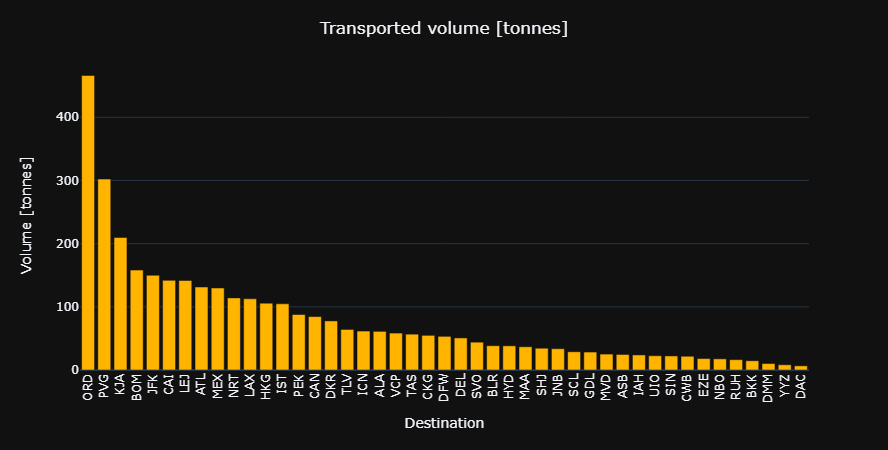 Transported volume [tonnes]
Volume [tonnes]
400
300
200
100
0
ORD PVG KJA BOM JFK CAI LEJ ATL MEX NRT LAX HKG IST PEK CAN DKR TLV ICN ALA VCP TAS CKG DFW DEL SVO BLR HYD MAA SHJ JNB SCL GDL MVD ASB IAH UIO SIN CWB EZE NBO RUH BKK DMM YYZ DAC
Destination